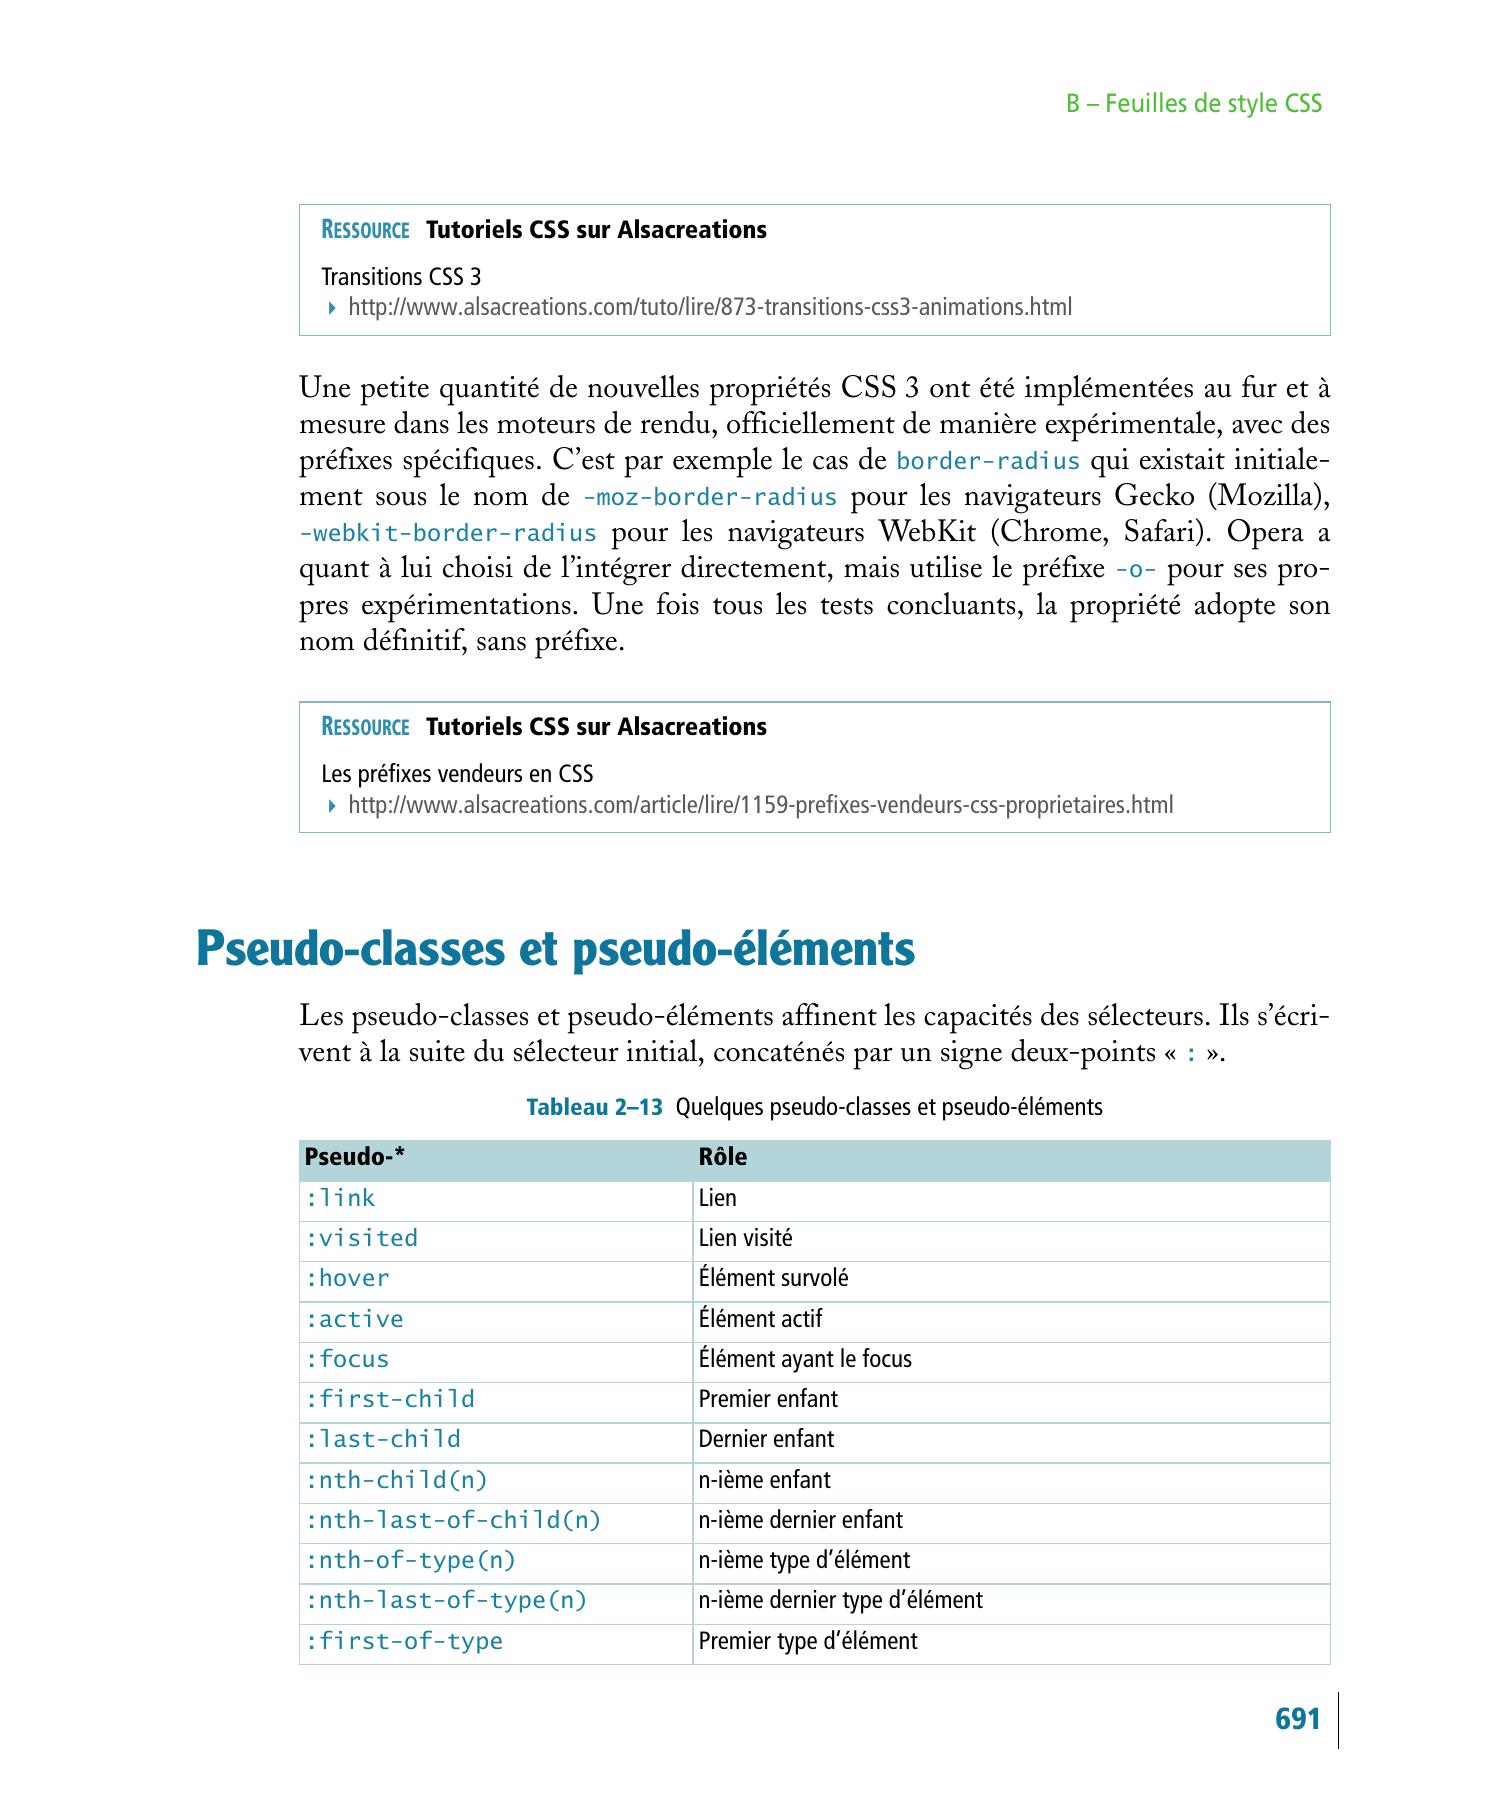 B – Feuilles de style CSS
RESSOURCE Tutoriels CSS sur Alsacreations
Transitions CSS 3
http://www.alsacreations.com/tuto/lire/873-transitions-css3-animations.html
Une petite quantité de nouvelles propriétés CSS 3 ont été implémentées au fur et à
mesure dans les moteurs de rendu, officiellement de manière expérimentale, avec des
préfixes spécifiques. C’est par exemple le cas de border-radius qui existait initiale-
ment sous le nom de -moz-border-radius pour les navigateurs Gecko (Mozilla),
-webkit-border-radius pour les navigateurs WebKit (Chrome, Safari). Opera a
quant à lui choisi de l’intégrer directement, mais utilise le préfixe -o- pour ses pro-
pres expérimentations. Une fois tous les tests concluants, la propriété adopte son
nom définitif, sans préfixe.
RESSOURCE Tutoriels CSS sur Alsacreations
Les préfixes vendeurs en CSS
http://www.alsacreations.com/article/lire/1159-prefixes-vendeurs-css-proprietaires.html
Pseudo-classes et pseudo-éléments
Les pseudo-classes et pseudo-éléments affinent les capacités des sélecteurs. Ils s’écri-
vent à la suite du sélecteur initial, concaténés par un signe deux-points « : ».
Tableau 2–13 Quelques pseudo-classes et pseudo-éléments
Pseudo-* Rôle
:link Lien
:visited Lien visité
:hover Élément survolé
:active Élément actif
:focus Élément ayant le focus
:first-child Premier enfant
:last-child Dernier enfant
:nth-child(n) n-ième enfant
:nth-last-of-child(n) n-ième dernier enfant
:nth-of-type(n) n-ième type d’élément
:nth-last-of-type(n) n-ième dernier type d’élément
:first-of-type Premier type d’élément
691